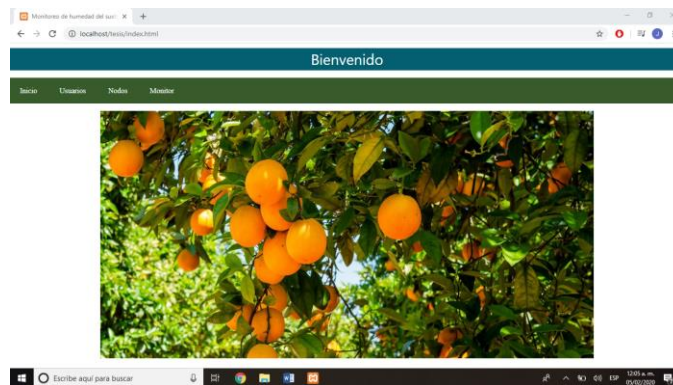 Monitoreo de humedad del suel
localhost/tesis/index.html
Bienvenido
Inicio Usuarios Nodos Monitor
Escribe aquí para buscar
ESP
12:05 a. m.
05/02/2020